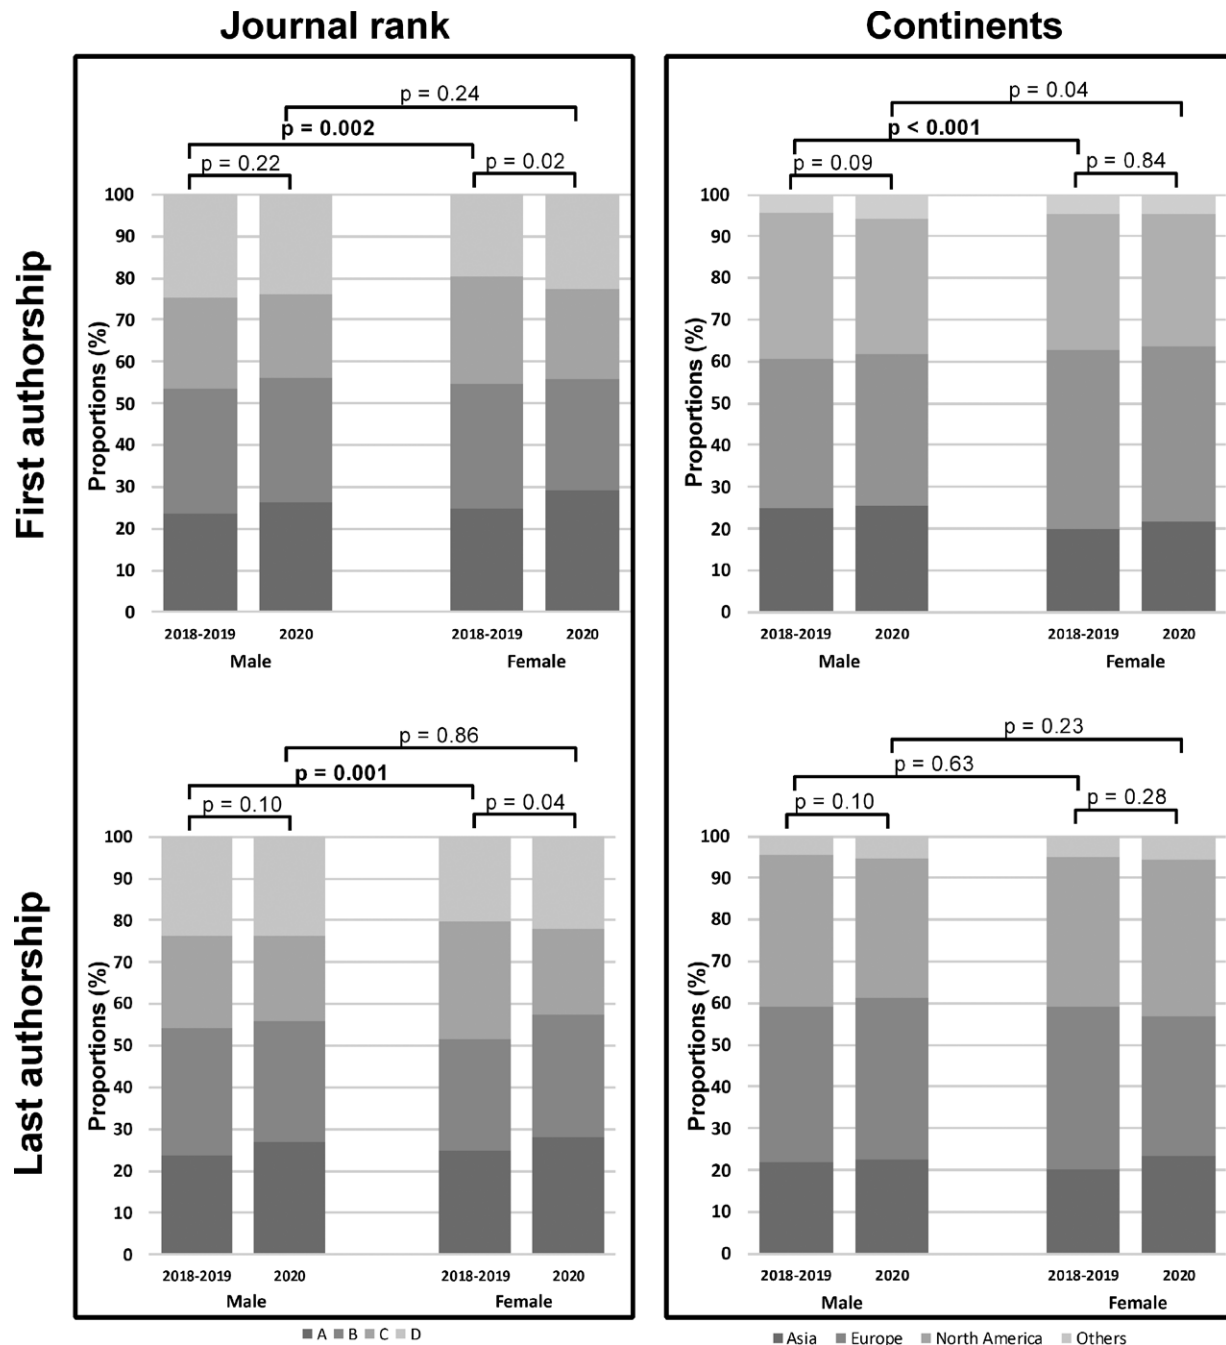 Journal rank
Continents
First authorship
p = 0.24
p = 0.002
p = 0.22
p = 0.02
Proportions (%)
100
90
80
70
60
50
40
30
20
10
0
2018-2019
2020
2018-2019
2020
Male
Female
p = 0.04
p < 0.001
p = 0.09
p = 0.84
Proportions (%)
100
90
80
70
60
50
40
30
20
10
0
2018-2019
2020
2018-2019
2020
Male
Female
Last authorship
p = 0.86
p = 0.001
p = 0.10
p = 0.04
Proportions (%)
100
90
80
70
60
50
40
30
20
10
0
2018-2019
2020
2018-2019
2020
Male
Female
A B C D
p = 0.23
p = 0.63
p = 0.10
p = 0.28
Proportions (%)
100
90
80
70
60
50
40
30
20
10
0
2018-2019
2020
2018-2019
2020
Male
Female
Asia Europe North America Others